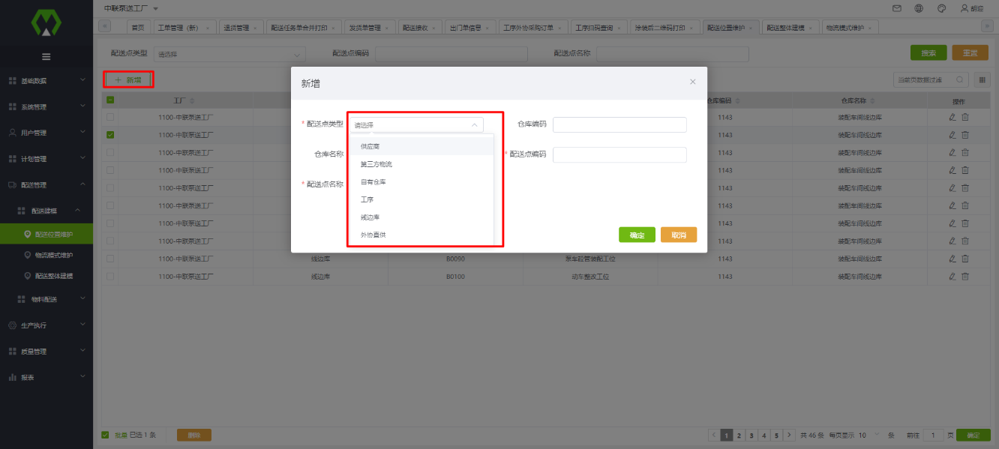 中联泵送工厂
胡迎
首页 工单管理（新） 退货管理 配送任务单合并打印 发货单管理 配送接收 出门单信息 工序外协采购订单 工序扫码查询 涂装后二维码打印 配送位置维护 配送整体建模 物流模式维护
配送点类型 请选择 配送点编码 配送点名称 搜索 重置
+ 新增 当前页数据过滤
基础数据
系统管理
用户管理
计划管理
配送管理
配送建模
配送位置维护
物流模式维护
配送整体建模
物料配送
生产执行
质量管理
报表
新增
* 配送点类型 请选择 仓库编码
仓库名称 * 配送点编码
* 配送点名称
供应商
第三方物流
自有仓库
工序
线边库
外协直供
确定 取消
工厂 仓库编码 仓库名称 操作
1100-中联泵送工厂 1143 装配车间线边库
1100-中联泵送工厂 1143 装配车间线边库
1100-中联泵送工厂 1143 装配车间线边库
1100-中联泵送工厂 1143 装配车间线边库
1100-中联泵送工厂 1143 装配车间线边库
1100-中联泵送工厂 1143 装配车间线边库
1100-中联泵送工厂 1143 装配车间线边库
1100-中联泵送工厂 1143 装配车间线边库
1100-中联泵送工厂 线边库 B0090 泵车段管装配工位 1143 装配车间线边库
1100-中联泵送工厂 线边库 B0100 动车整改工位 1143 装配车间线边库
批量 已选 1 条 删除
1 2 3 4 5 共 46 条 每页显示 10 条 前往 1 页 确定